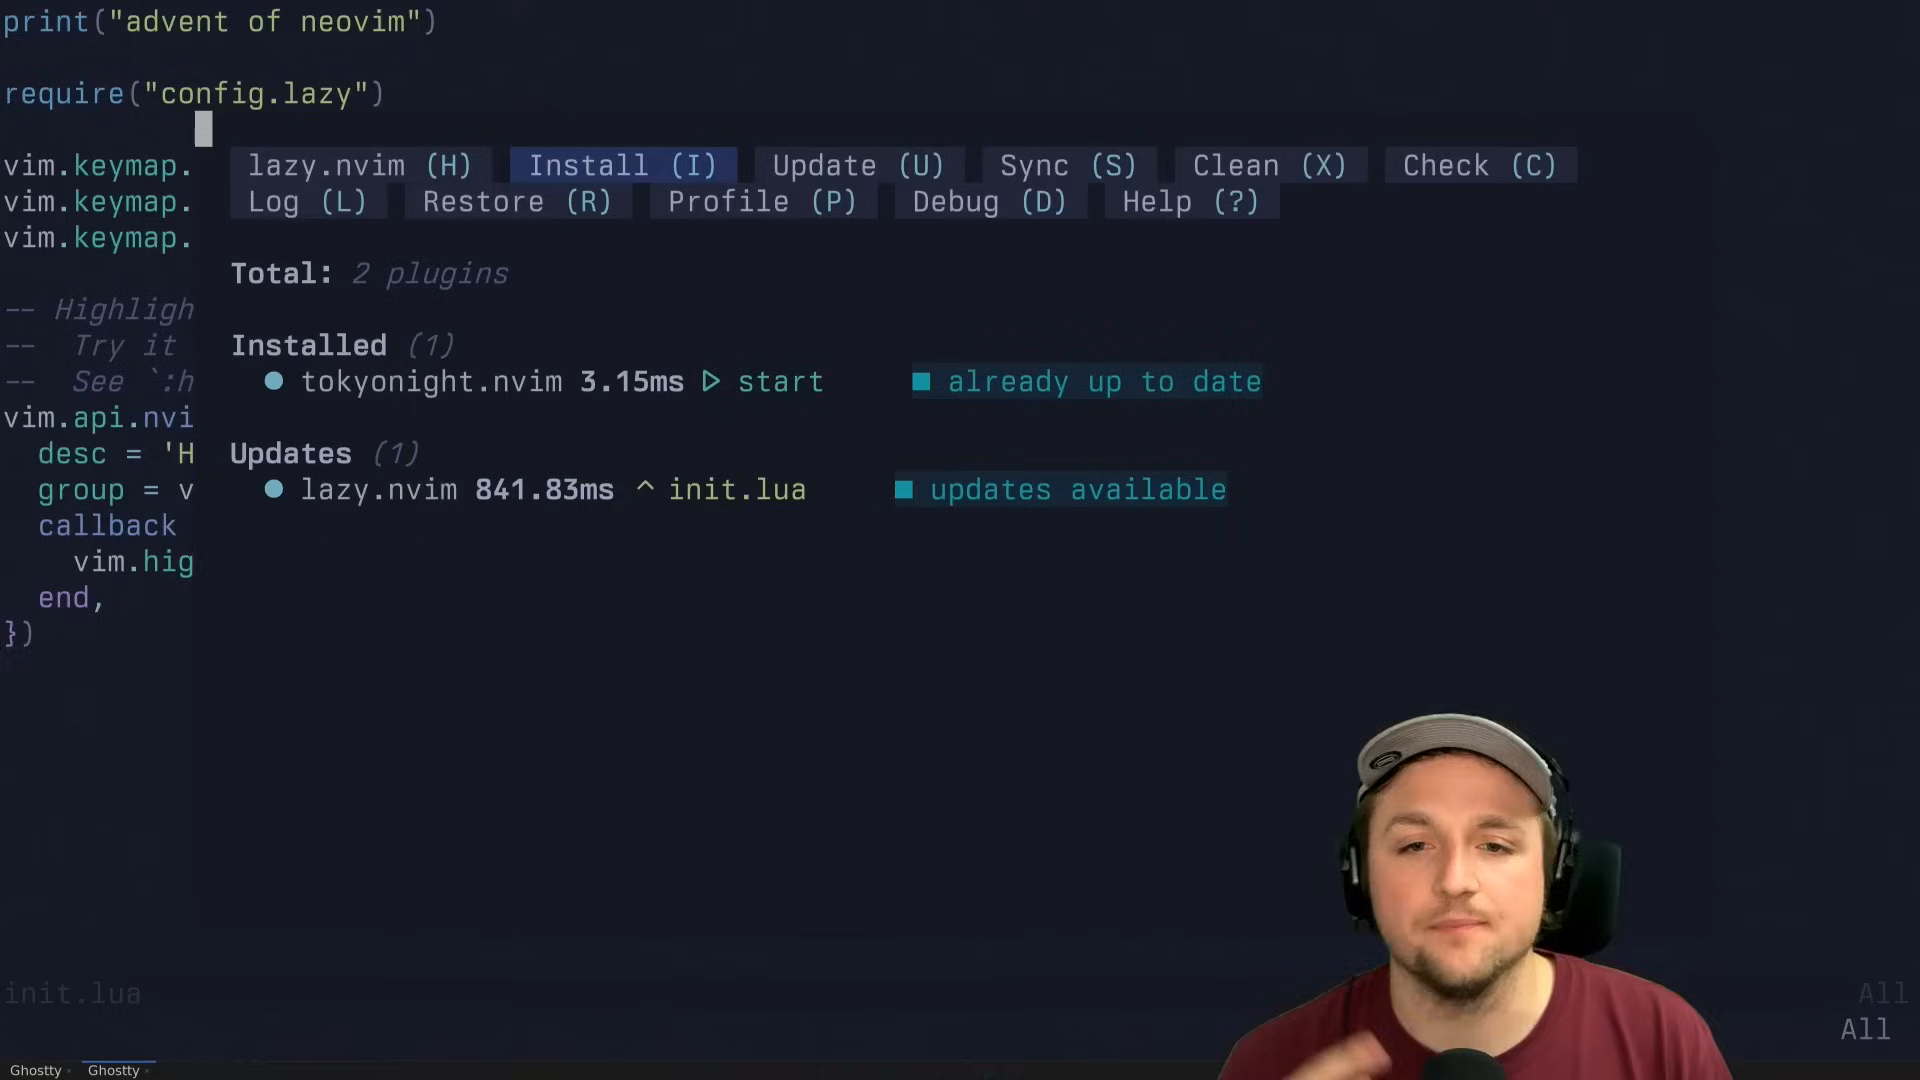 print("advent of neovim")
require("config.lazy")
vim.keymap.
vim.keymap.
vim.keymap.
-- Highligh
--  Try it
--  See `:h
vim.api.nvi
desc = 'H
group = v
callback
vim.hig
end,
})
lazy.nvim (H) Install (I) Update (U) Sync (S) Clean (X) Check (C)
Log (L) Restore (R) Profile (P) Debug (D) Help (?)
Total: 2 plugins
Installed (1)
● tokyonight.nvim 3.15ms ▷ start ■ already up to date
Updates (1)
● lazy.nvim 841.83ms ^ init.lua ■ updates available
init.lua All
All
Ghostty Ghostty